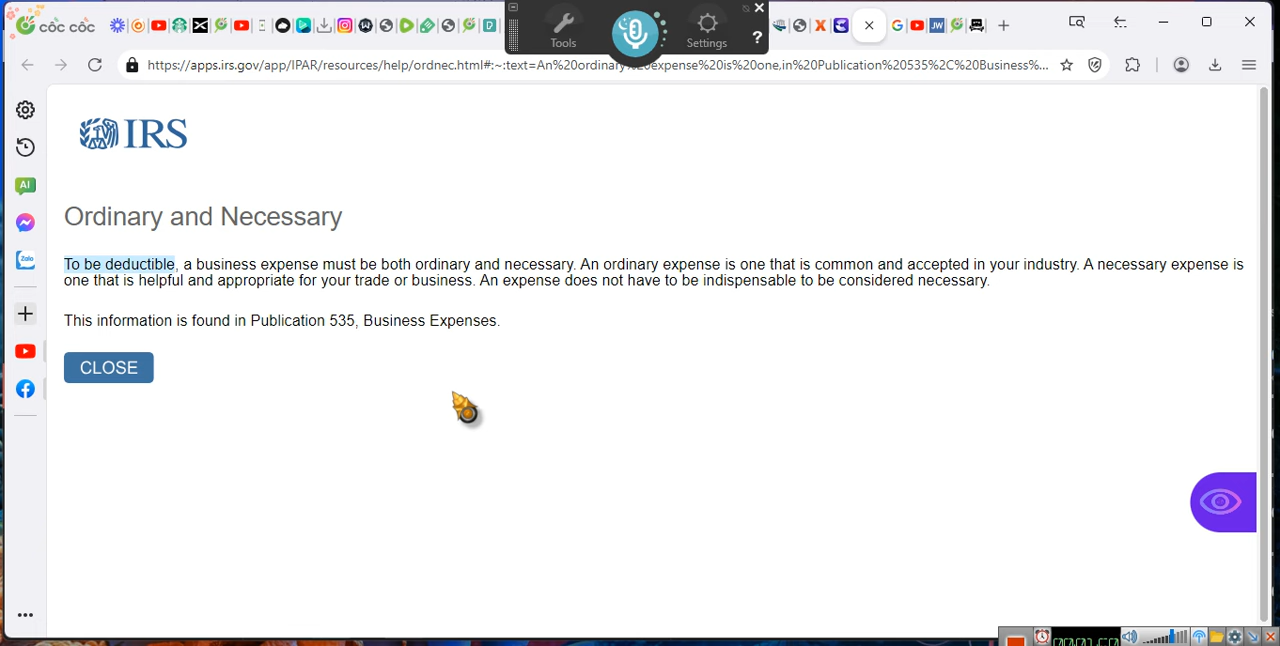 cốc cốc
Tools
Settings
?
https://apps.irs.gov/app/IPAR/resources/help/ordnec.html#:~:text=An%20ordinary%20expense%20is%20one,in%20Publication%20535%2C%20Business%...
IRS
AI
Zalo
Ordinary and Necessary
To be deductible, a business expense must be both ordinary and necessary. An ordinary expense is one that is common and accepted in your industry. A necessary expense is
one that is helpful and appropriate for your trade or business. An expense does not have to be indispensable to be considered necessary.
This information is found in Publication 535, Business Expenses.
CLOSE